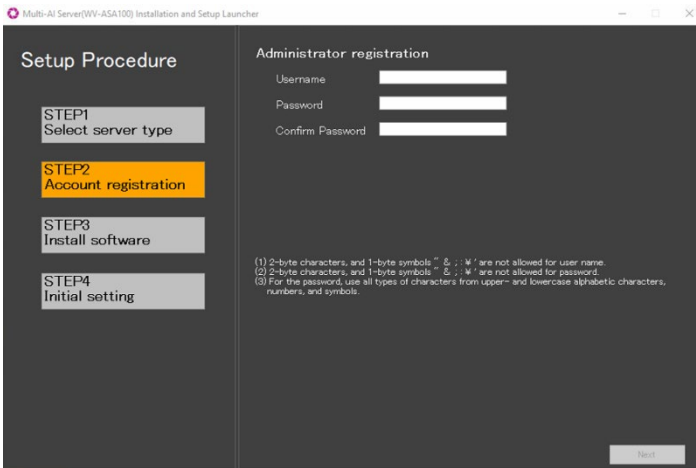 Multi-AI Server(WV-ASA100) Installation and Setup Launcher
Setup Procedure
STEP1
Select server type
STEP2
Account registration
STEP3
Install software
STEP4
Initial setting
Administrator registration
Username
Password
Confirm Password
(1) 2-byte characters, and 1-byte symbols " & ; : ¥ ' are not allowed for user name.
(2) 2-byte characters, and 1-byte symbols " & ; : ¥ ' are not allowed for password.
(3) For the password, use all types of characters from upper- and lowercase alphabetic characters,
numbers, and symbols.
Next